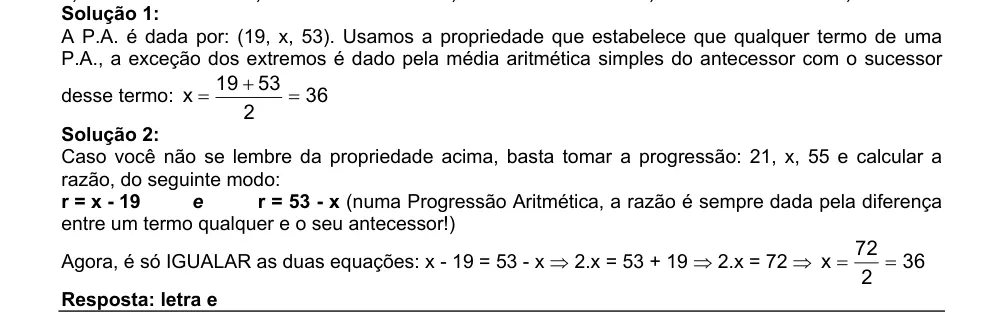 Solução 1:
A P.A. é dada por: (19, x, 53). Usamos a propriedade que estabelece que qualquer termo de uma
P.A., a exceção dos extremos é dado pela média aritmética simples do antecessor com o sucessor
desse termo: x = (19 + 53)/2 = 36
Solução 2:
Caso você não se lembre da propriedade acima, basta tomar a progressão: 21, x, 55 e calcular a
razão, do seguinte modo:
r = x - 19 e r = 53 - x (numa Progressão Aritmética, a razão é sempre dada pela diferença
entre um termo qualquer e o seu antecessor!)
Agora, é só IGUALAR as duas equações: x - 19 = 53 - x ⇒ 2.x = 53 + 19 ⇒ 2.x = 72 ⇒ x = 72/2 = 36
Resposta: letra e